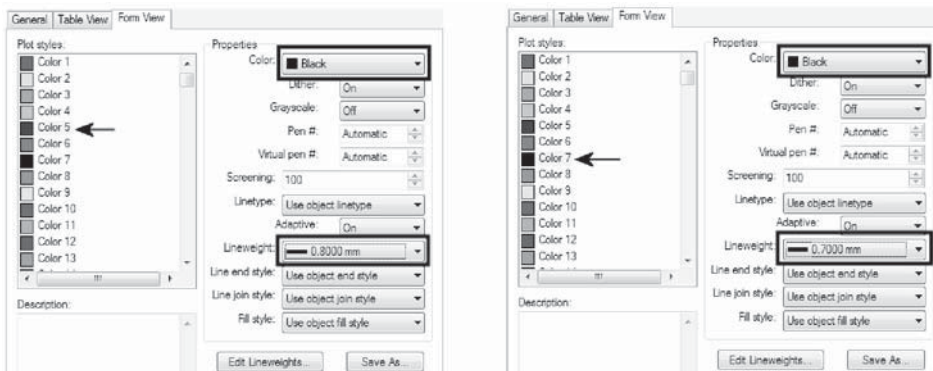 General Table View Form View
Plot styles:
Color 1
Color 2
Color 3
Color 4
Color 5
Color 6
Color 7
Color 8
Color 9
Color 10
Color 11
Color 12
Color 13
Description:
Properties
Color: Black
Dither: On
Grayscale: Off
Pen #: Automatic
Virtual pen #: Automatic
Screening: 100
Linetype: Use object linetype
Adaptive: On
Lineweight: 0.8000 mm
Line end style: Use object end style
Line join style: Use object join style
Fill style: Use object fill style
Edit Lineweights... Save As...
General Table View Form View
Plot styles:
Color 1
Color 2
Color 3
Color 4
Color 5
Color 6
Color 7
Color 8
Color 9
Color 10
Color 11
Color 12
Color 13
Description:
Properties
Color: Black
Dither: On
Grayscale: Off
Pen #: Automatic
Virtual pen #: Automatic
Screening: 100
Linetype: Use object linetype
Adaptive: On
Lineweight: 0.7000 mm
Line end style: Use object end style
Line join style: Use object join style
Fill style: Use object fill style
Edit Lineweights... Save As...